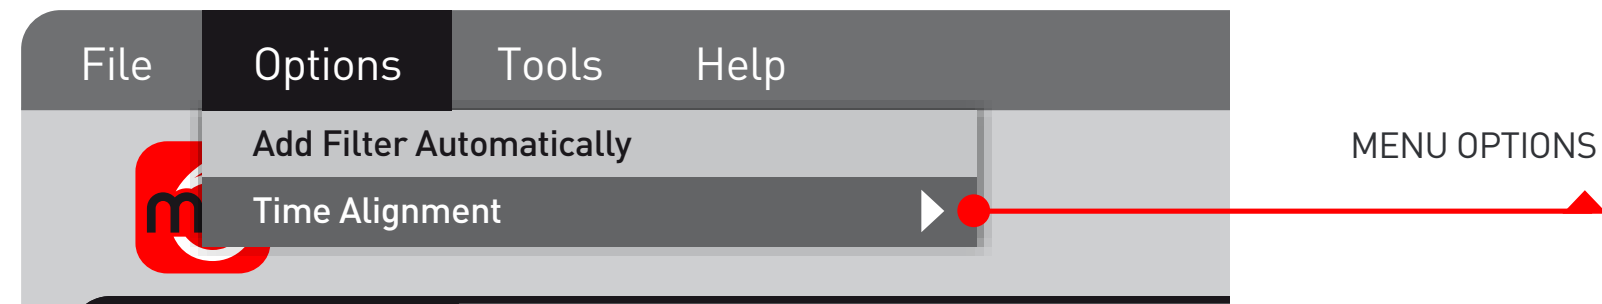 File Options Tools Help
Add Filter Automatically
MENU OPTIONS
Time Alignment
m